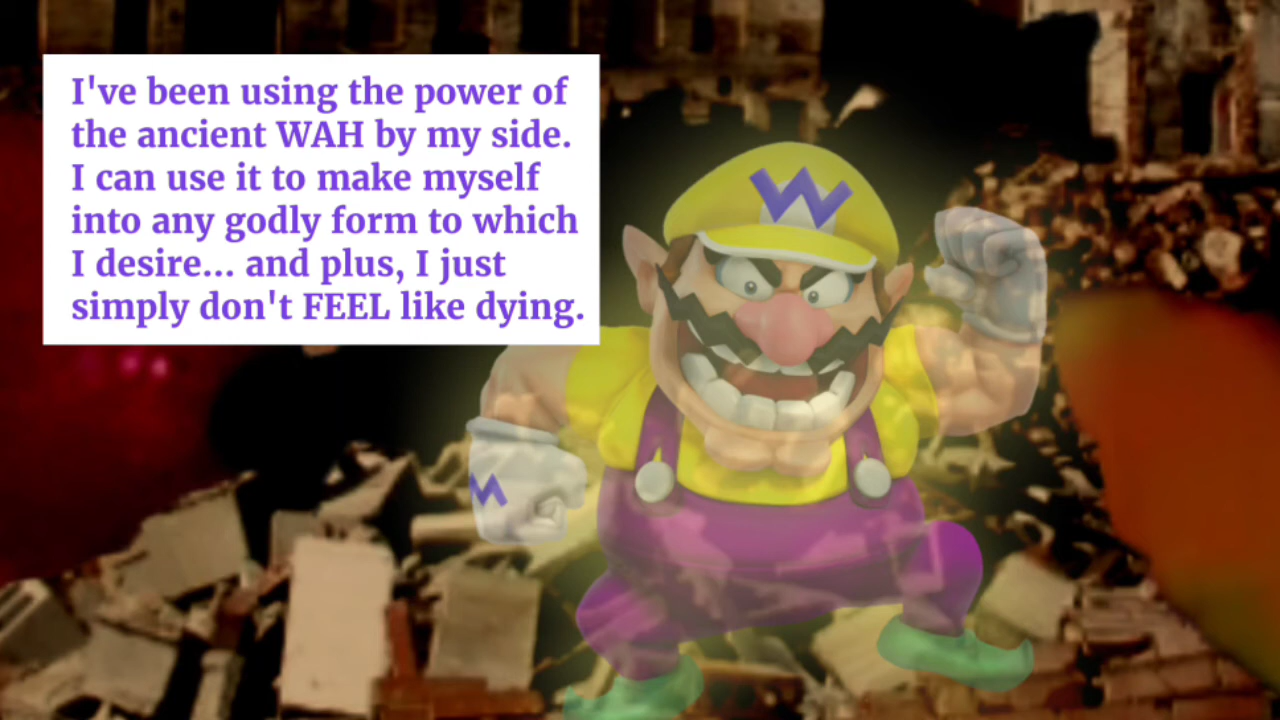 I've been using the power of
the ancient WAH by my side.
I can use it to make myself
into any godly form to which
I desire... and plus, I just
simply don't FEEL like dying.
W
W